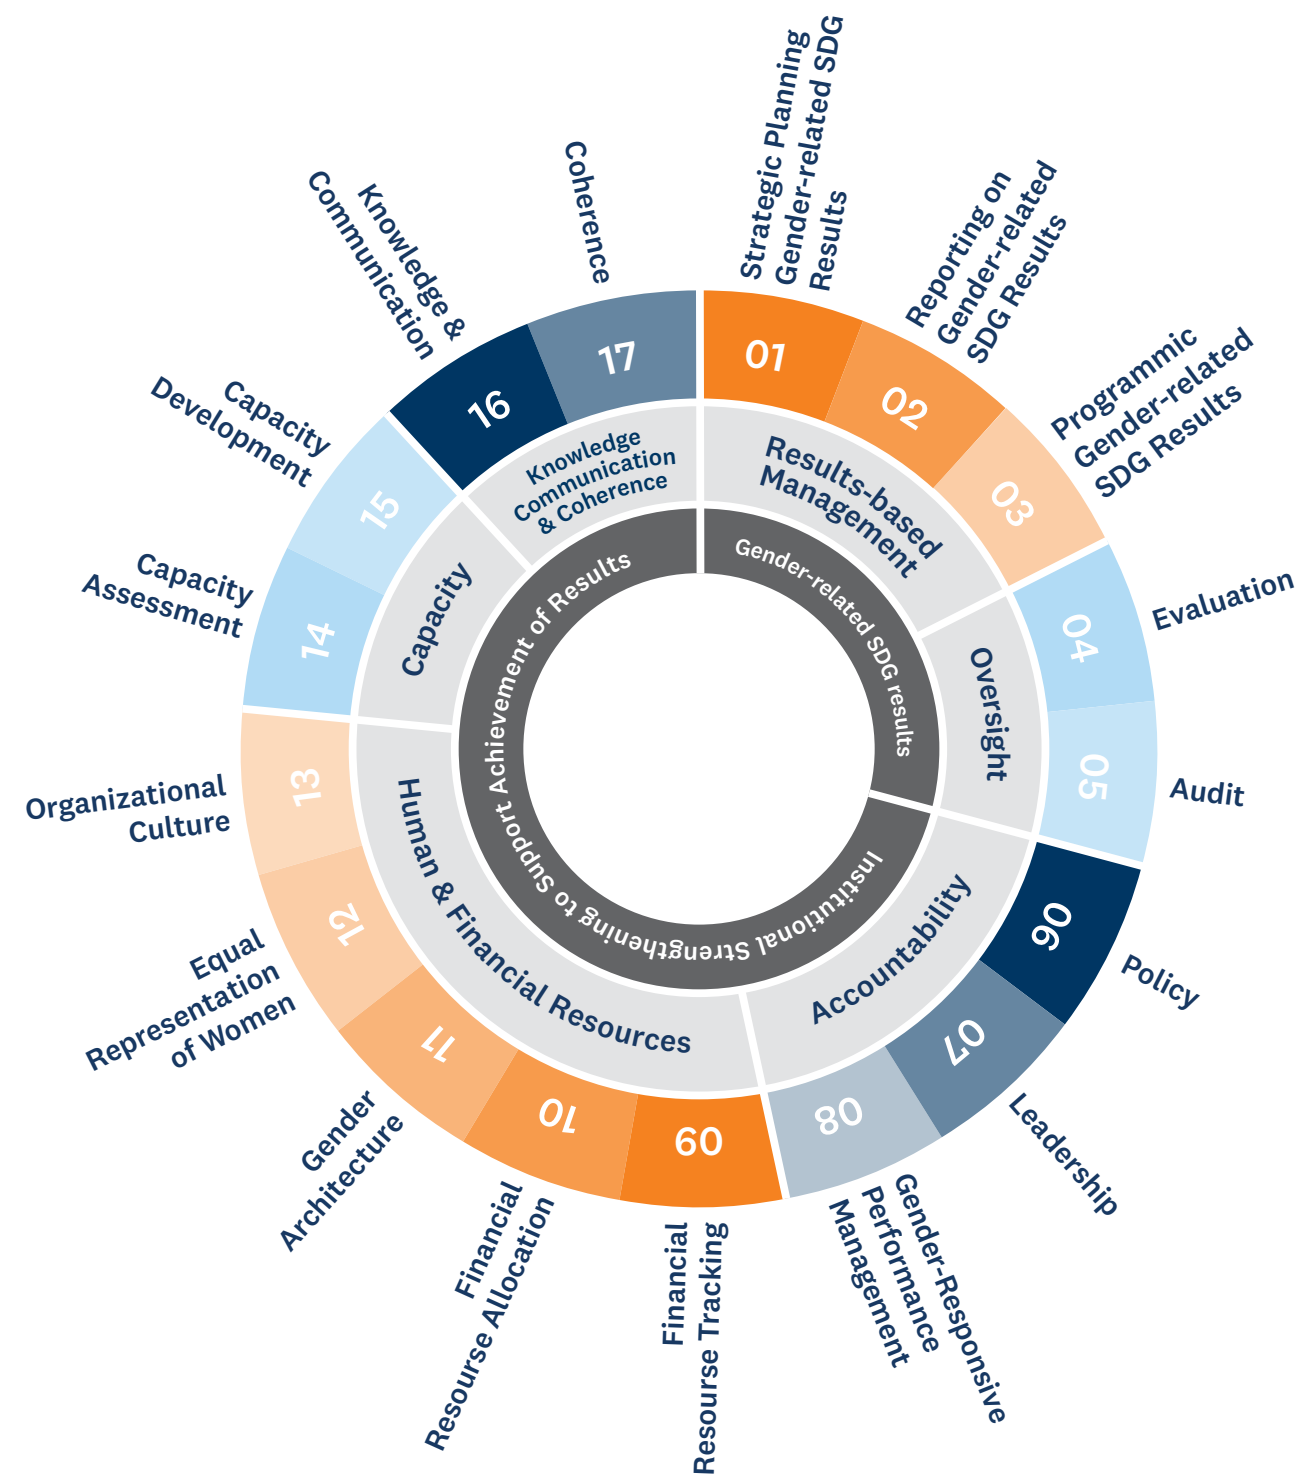 Strategic Planning
Gender-related SDG
Results
01
Reporting on
Gender-related
SDG Results
02
Programmic
Gender-related
SDG Results
03
Evaluation
04
Audit
05
Policy
06
Leadership
07
Gender-Responsive
Performance
Management
08
Financial
Resourse Tracking
09
Financial
Resourse Allocation
10
Gender
Architecture
11
Equal
Representation
of Women
12
Organizational
Culture
13
Capacity
Assessment
14
Capacity
Development
15
Knowledge &
Communication
16
Coherence
17
Results-based
Management
Oversight
Accountability
Human & Financial Resources
Capacity
Knowledge
Communication
& Coherence
Gender-related SDG results
Institutional Strengthening to Support Achievement of Results